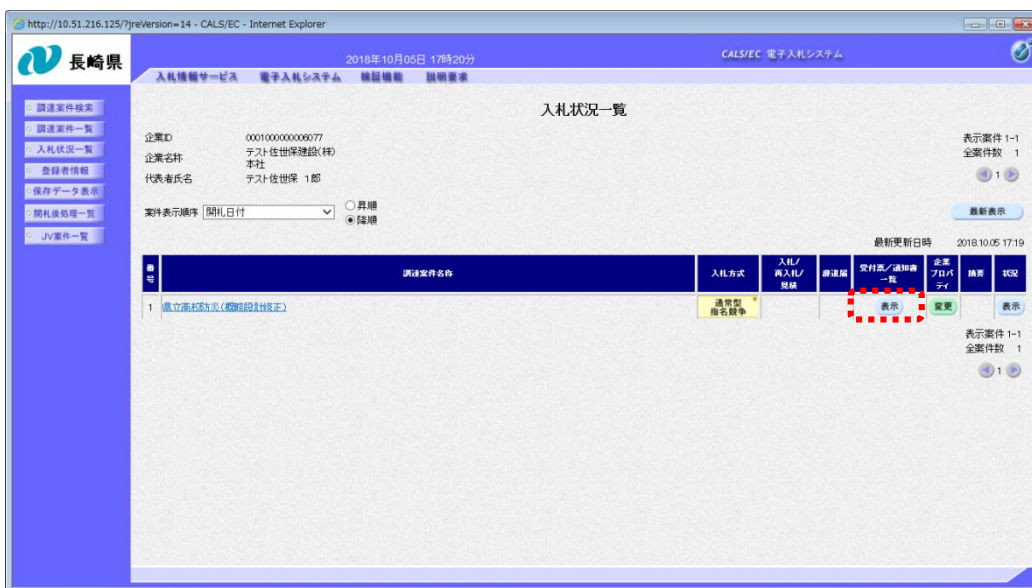 http://10.51.216.125/?jreVersion=14 - CALS/EC - Internet Explorer
長崎県
2018年10月05日 17時20分
CALS/EC 電子入札システム
入札情報サービス 電子入札システム 検証機能 説明要求
調達案件検索
調達案件一覧
入札状況一覧
登録者情報
保存データ表示
開札後処理一覧
JV案件一覧
入札状況一覧
企業ID 0001000000006077
企業名称 テスト佐世保建設(株)
本社
代表者氏名 テスト佐世保 1郎
表示案件 1-1
全案件数 1
1
案件表示順序 開札日付
昇順
降順
最新表示
最新更新日時 2018.10.05 17:19
番号 調達案件名称 入札方式 入札/再入札/見積 辞退届 受付票/通知書一覧 企業プロパティ 摘要 状況
1 県立高校防災(概略設計修正) 通常型指名競争 表示 変更 表示
表示案件 1-1
全案件数 1
1